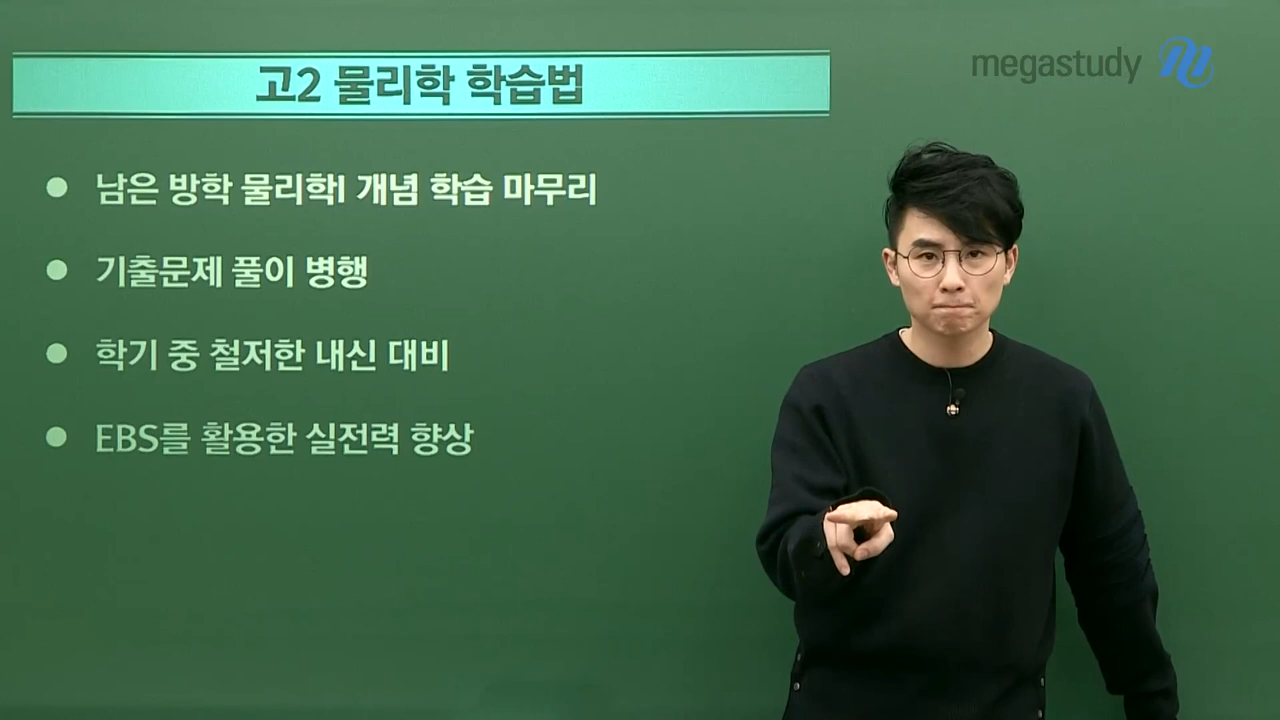 고2 물리학 학습법
megastudy
남은 방학 물리학I 개념 학습 마무리
기출문제 풀이 병행
학기 중 철저한 내신 대비
EBS를 활용한 실전력 향상